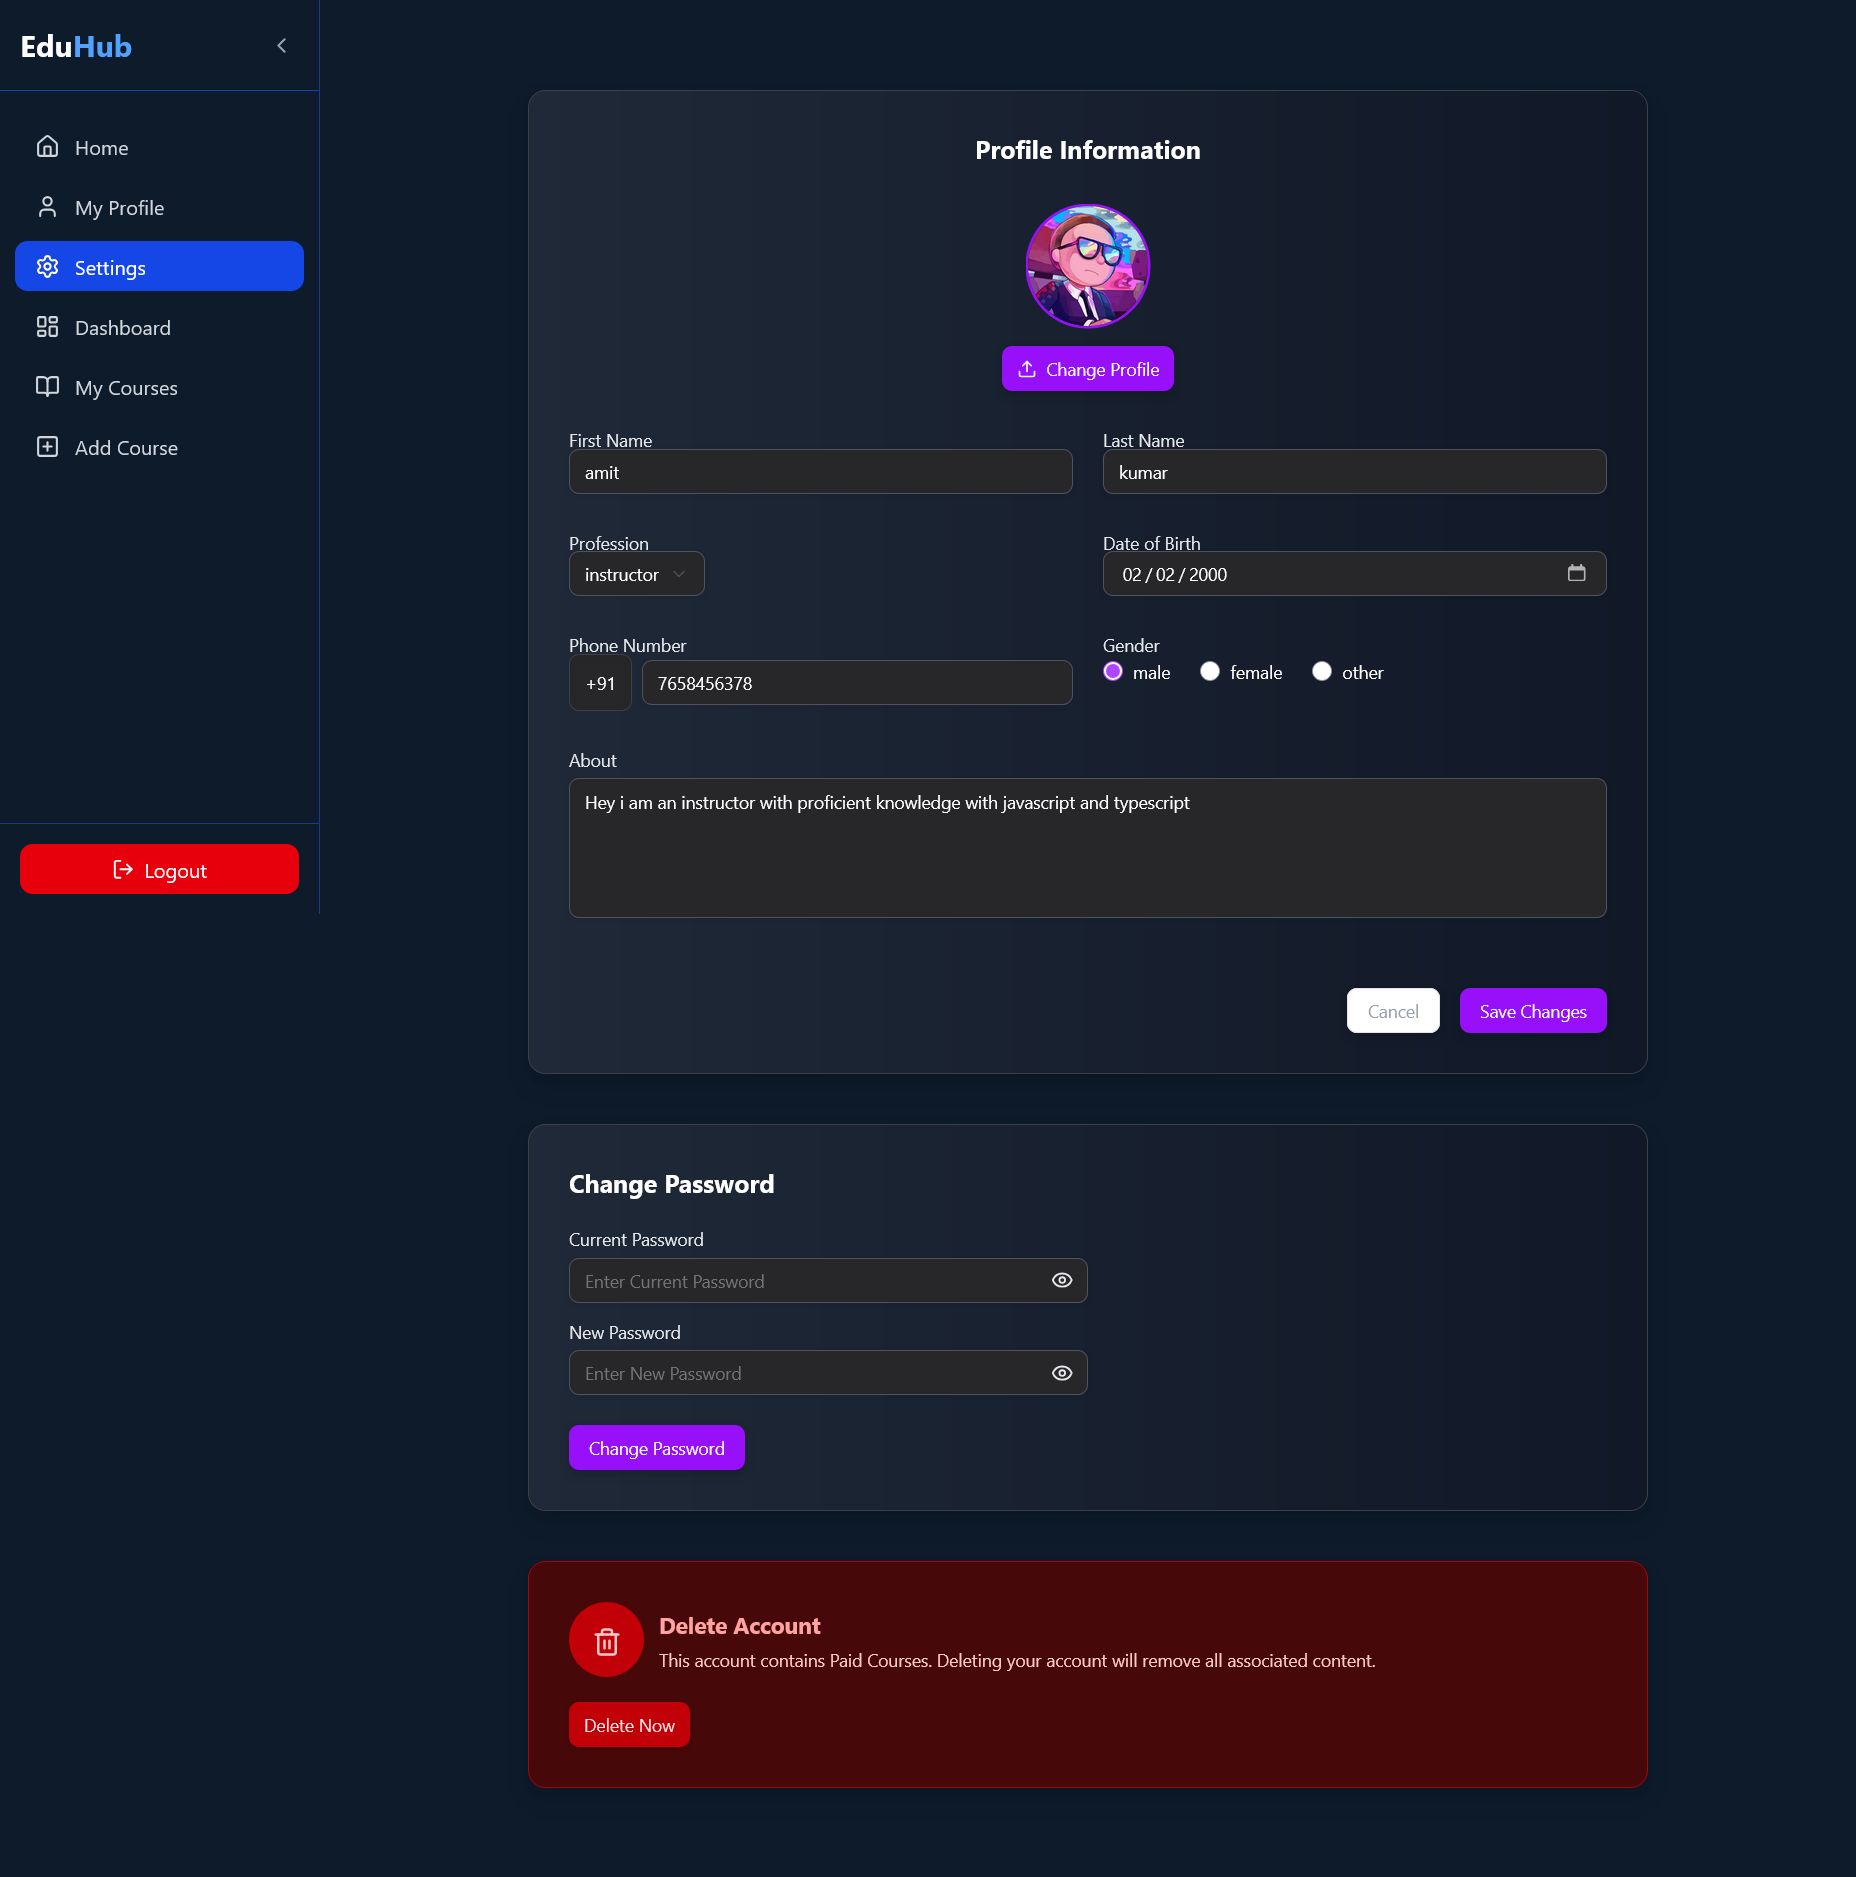 EduHub
Home
My Profile
Settings
Dashboard
My Courses
Add Course
Logout
Profile Information
Change Profile
First Name
amit
Last Name
kumar
Profession
instructor
Date of Birth
02 / 02 / 2000
Phone Number
+91
7658456378
Gender
male
female
other
About
Hey i am an instructor with proficient knowledge with javascript and typescript
Cancel
Save Changes
Change Password
Current Password
Enter Current Password
New Password
Enter New Password
Change Password
Delete Account
This account contains Paid Courses. Deleting your account will remove all associated content.
Delete Now